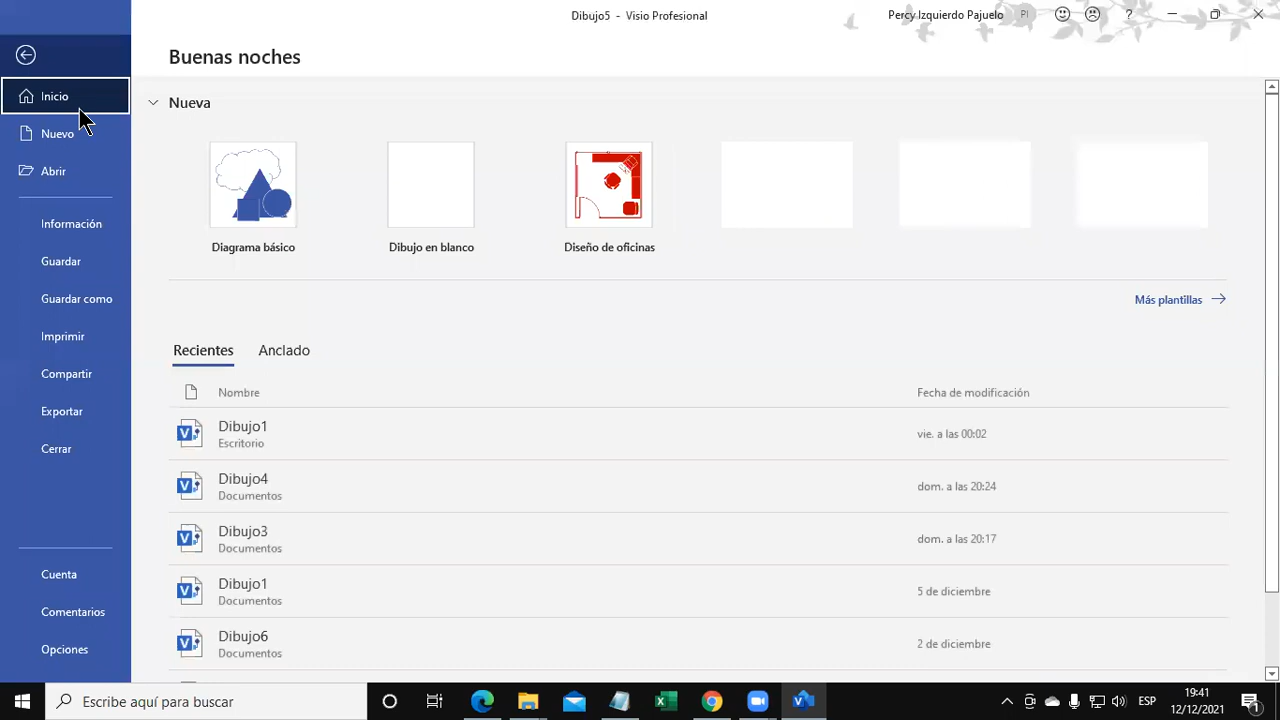 Dibujo5 - Visio Profesional
Percy Izquierdo Pajuelo PI ?
Buenas noches
Inicio
Nuevo
Abrir
Información
Guardar
Guardar como
Imprimir
Compartir
Exportar
Cerrar
Cuenta
Comentarios
Opciones
Nueva
Diagrama básico
Dibujo en blanco
Diseño de oficinas
Más plantillas
Recientes Anclado
Nombre Fecha de modificación
Dibujo1
Escritorio
vie. a las 00:02
Dibujo4
Documentos
dom. a las 20:24
Dibujo3
Documentos
dom. a las 20:17
Dibujo1
Documentos
5 de diciembre
Dibujo6
Documentos
2 de diciembre
Escribe aquí para buscar
ESP
19:41
12/12/2021
1